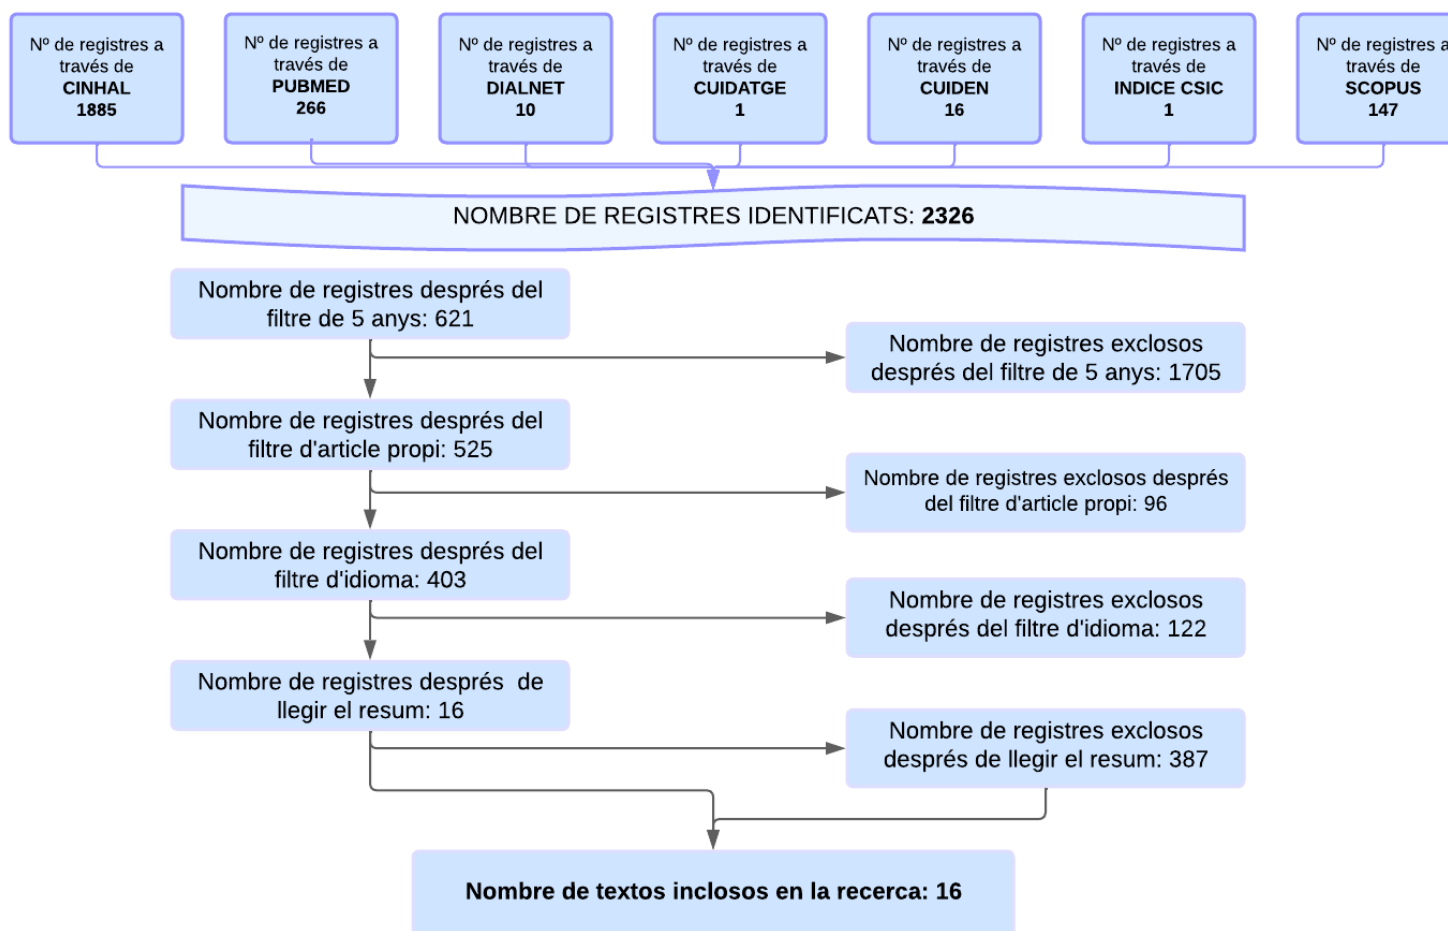 Nº de registres a
través de
CINHAL
1885
Nº de registres a
través de
PUBMED
266
Nº de registres a
través de
DIALNET
10
Nº de registres a
través de
CUIDATGE
1
Nº de registres a
través de
CUIDEN
16
Nº de registres a
través de
INDICE CSIC
1
Nº de registres a
través de
SCOPUS
147
NOMBRE DE REGISTRES IDENTIFICATS: 2326
Nombre de registres després del
filtre de 5 anys: 621
Nombre de registres exclosos
després del filtre de 5 anys: 1705
Nombre de registres després del
filtre d'article propi: 525
Nombre de registres exclosos després
del filtre d'article propi: 96
Nombre de registres després del
filtre d'idioma: 403
Nombre de registres exclosos
després del filtre d'idioma: 122
Nombre de registres després de
llegir el resum: 16
Nombre de registres exclosos
després de llegir el resum: 387
Nombre de textos inclosos en la recerca: 16